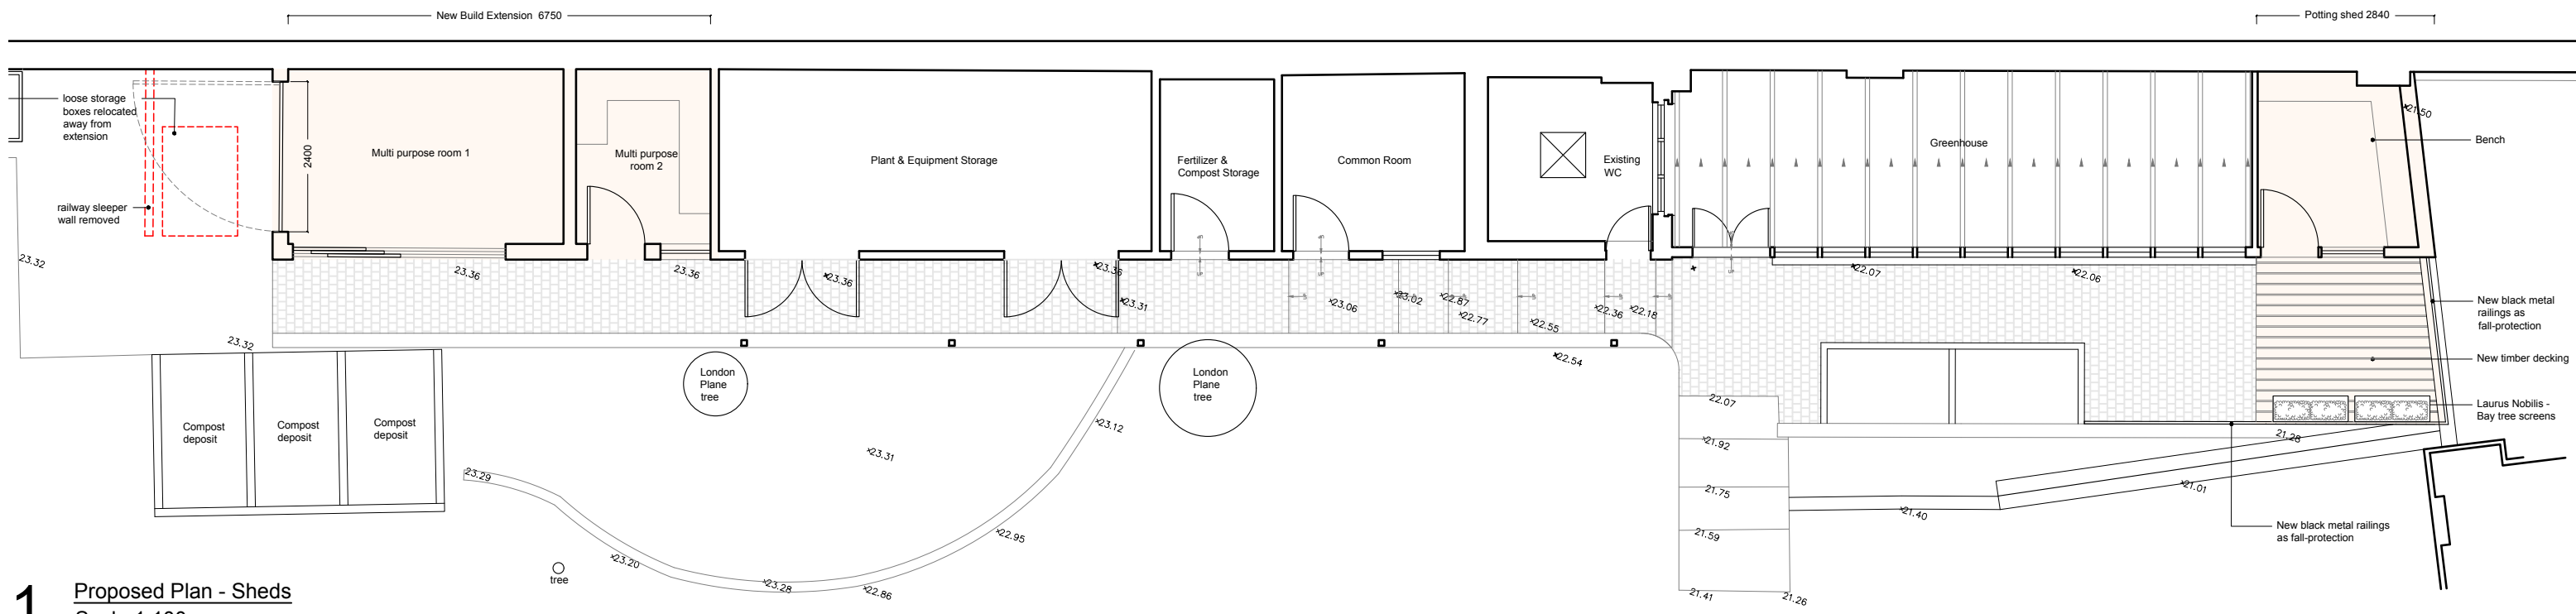 New Build Extension 6750
Potting shed 2840
loose storage
boxes relocated
away from
extension
2400
Multi purpose room 1
Multi purpose
room 2
Plant & Equipment Storage
Fertilizer &
Compost Storage
Common Room
Existing
WC
Greenhouse
21.50
Bench
railway sleeper
wall removed
23.32
23.36
23.36
23.36
23.36
23.31
23.06
23.02
22.87
22.77
22.55
22.36
22.18
22.07
22.06
New black metal
railings as
fall-protection
New timber decking
Laurus Nobilis -
Bay tree screens
23.32
London
Plane
tree
London
Plane
tree
22.54
22.07
21.92
21.75
21.59
21.41
21.26
21.28
21.01
21.40
New black metal railings
as fall-protection
Compost
deposit
Compost
deposit
Compost
deposit
23.12
23.31
23.29
22.95
23.20
23.28
22.86
tree
1
Proposed Plan - Sheds